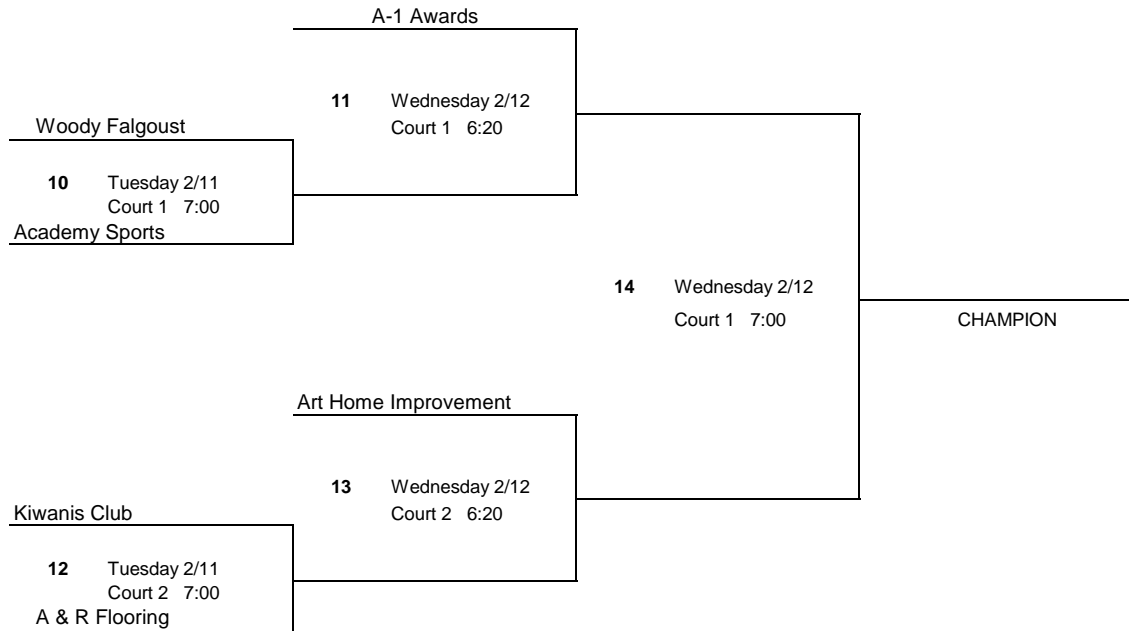 A-1 Awards
11 Wednesday 2/12
Court 1 6:20
Woody Falgoust
10 Tuesday 2/11
Court 1 7:00
Academy Sports
14 Wednesday 2/12
Court 1 7:00
CHAMPION
Art Home Improvement
13 Wednesday 2/12
Court 2 6:20
Kiwanis Club
12 Tuesday 2/11
Court 2 7:00
A & R Flooring